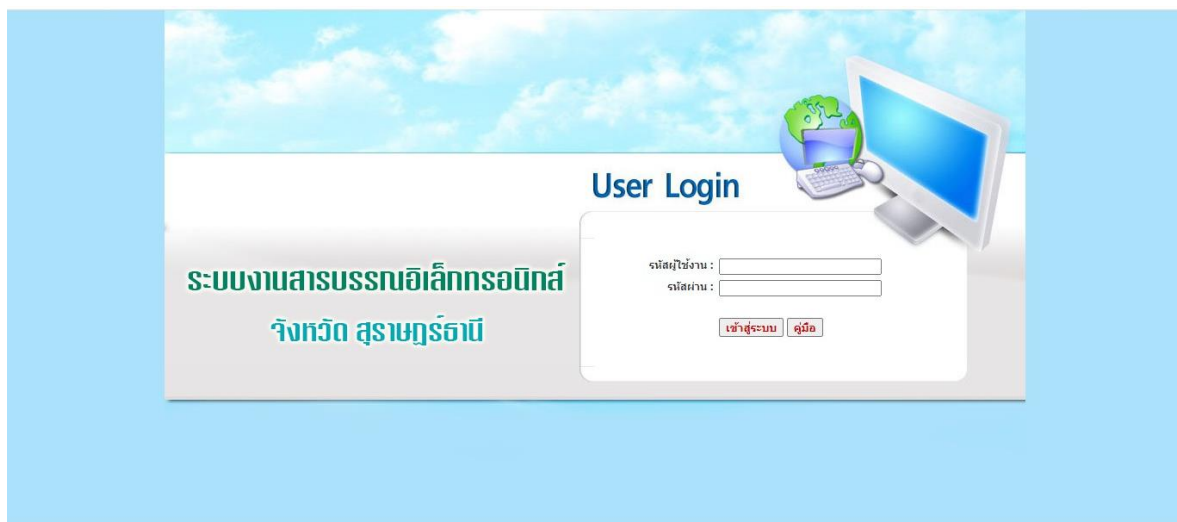 User Login
ระบบงานสารบรรณอิเล็กทรอนิกส์
จังหวัด สุราษฎร์ธานี
รหัสผู้ใช้งาน :
รหัสผ่าน :
เข้าสู่ระบบ คู่มือ